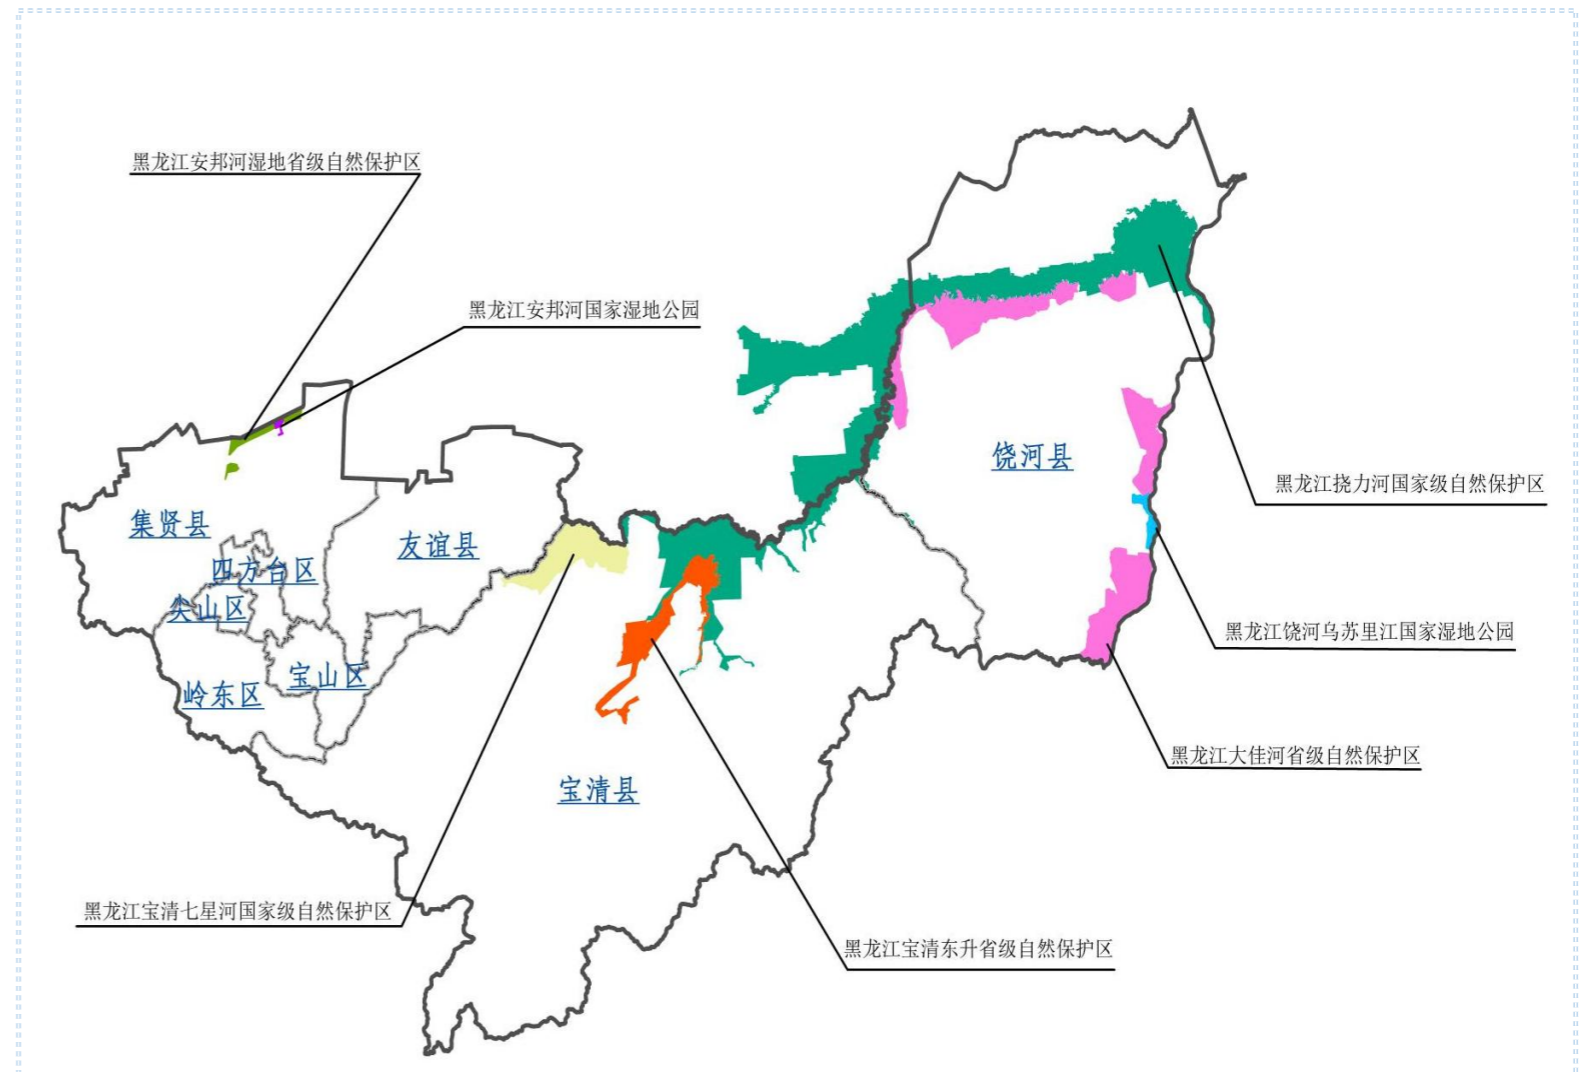 黑龙江安邦河湿地省级自然保护区
黑龙江安邦河国家湿地公园
饶河县
黑龙江挠力河国家级自然保护区
集贤县
友谊县
四方台区
尖山区
黑龙江饶河乌苏里江国家湿地公园
宝山区
岭东区
黑龙江大佳河省级自然保护区
宝清县
黑龙江宝清七星河国家级自然保护区
黑龙江宝清东升省级自然保护区